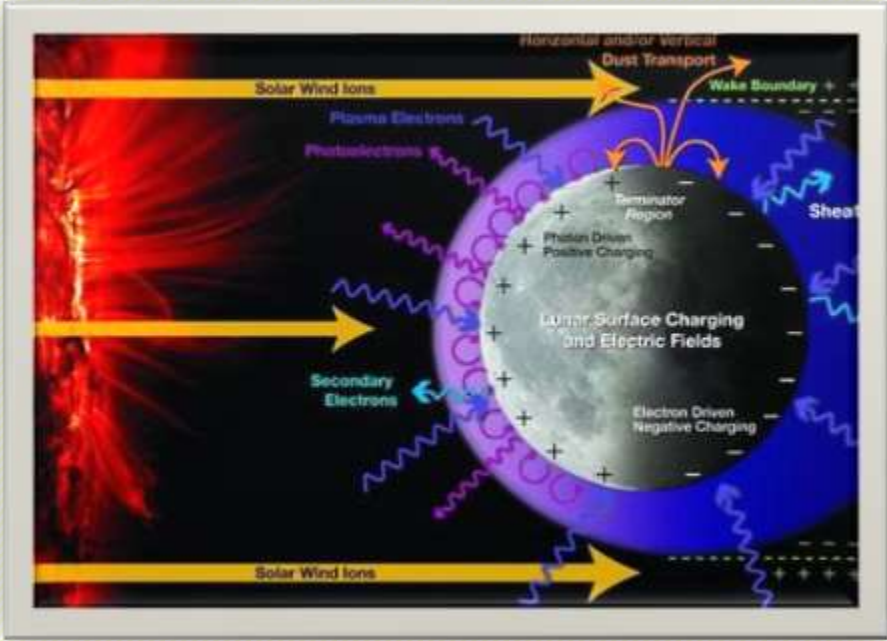 Horizontal and/or Vertical
Dust Transport
Solar Wind Ions
Wake Boundary
Plasma Electrons
Photoelectrons
Terminator
Region
Sheat
Photon Driven
Positive Charging
Lunar Surface Charging
and Electric Fields
Secondary
Electrons
Electron Driven
Negative Charging
Solar Wind Ions